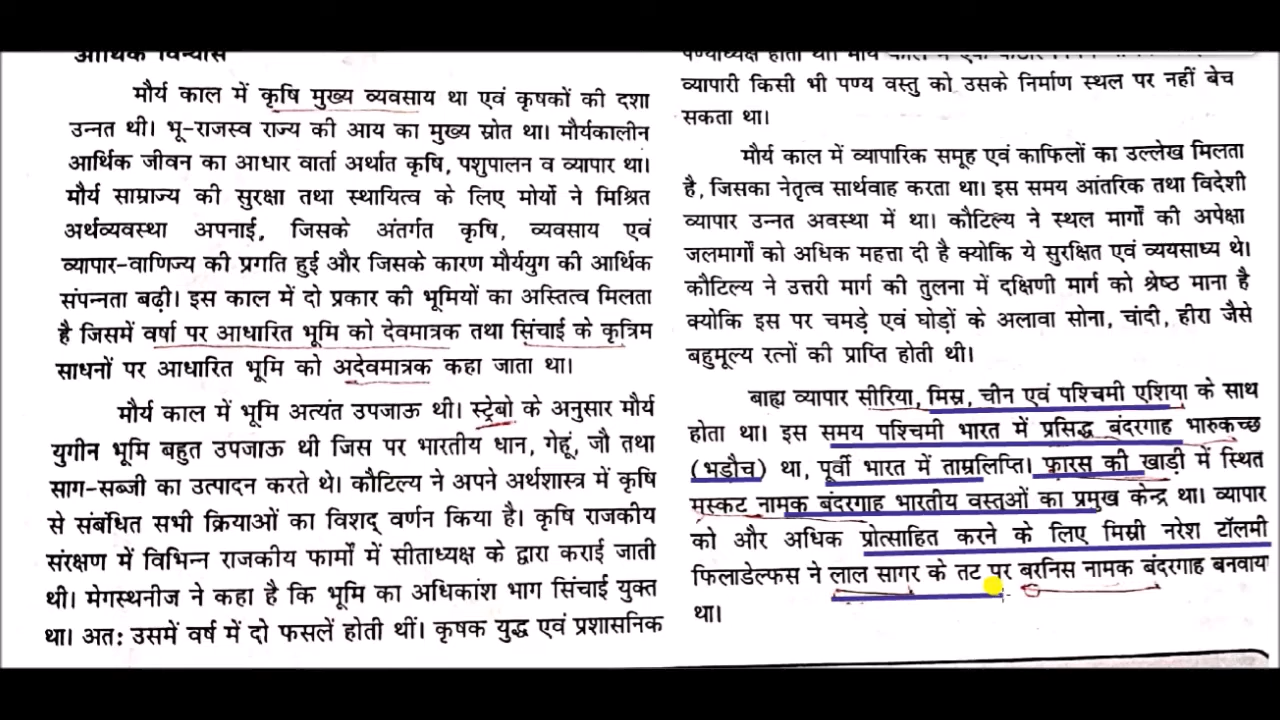 आर्थिक विन्यास
मौर्य काल में कृषि मुख्य व्यवसाय था एवं कृषकों की दशा
उन्नत थी। भू-राजस्व राज्य की आय का मुख्य स्रोत था। मौर्यकालीन
आर्थिक जीवन का आधार वार्ता अर्थात कृषि, पशुपालन व व्यापार था।
मौर्य साम्राज्य की सुरक्षा तथा स्थायित्व के लिए मोर्यो ने मिश्रित
अर्थव्यवस्था अपनाई, जिसके अंतर्गत कृषि, व्यवसाय एवं
व्यापार-वाणिज्य की प्रगति हुई और जिसके कारण मौर्ययुग की आर्थिक
संपन्नता बढ़ी। इस काल में दो प्रकार की भूमियों का अस्तित्व मिलता
है जिसमें वर्षा पर आधारित भूमि को देवमात्रक तथा सिंचाई के कृत्रिम
साधनों पर आधारित भूमि को अदेवमात्रक कहा जाता था।
मौर्य काल में भूमि अत्यंत उपजाऊ थी। स्ट्रेबो के अनुसार मौर्य
युगीन भूमि बहुत उपजाऊ थी जिस पर भारतीय धान, गेहूं, जौ तथा
साग-सब्जी का उत्पादन करते थे। कौटिल्य ने अपने अर्थशास्त्र में कृषि
से संबंधित सभी क्रियाओं का विशद् वर्णन किया है। कृषि राजकीय
संरक्षण में विभिन्न राजकीय फार्मों में सीताध्यक्ष के द्वारा कराई जाती
थी। मेगस्थनीज ने कहा है कि भूमि का अधिकांश भाग सिंचाई युक्त
था। अत: उसमें वर्ष में दो फसलें होती थीं। कृषक युद्ध एवं प्रशासनिक
पण्याध्यक्ष होता था। मौर्य काल में
व्यापारी किसी भी पण्य वस्तु को उसके निर्माण स्थल पर नहीं बेच
सकता था।
मौर्य काल में व्यापारिक समूह एवं काफिलों का उल्लेख मिलता
है, जिसका नेतृत्व सार्थवाह करता था। इस समय आंतरिक तथा विदेशी
व्यापार उन्नत अवस्था में था। कौटिल्य ने स्थल मार्गों की अपेक्षा
जलमार्गों को अधिक महत्ता दी है क्योकि ये सुरक्षित एवं व्ययसाध्य थे।
कौटिल्य ने उत्तरी मार्ग की तुलना में दक्षिणी मार्ग को श्रेष्ठ माना है
क्योकि इस पर चमड़े एवं घोड़ों के अलावा सोना, चांदी, हीरा जैसे
बहुमूल्य रत्नों की प्राप्ति होती थी।
बाह्य व्यापार सीरिया, मिस्र, चीन एवं पश्चिमी एशिया के साथ
होता था। इस समय पश्चिमी भारत में प्रसिद्ध बंदरगाह भारुकच्छ
(भड़ौच) था, पूर्वी भारत में ताम्रलिप्ति। फ़ारस की खाड़ी में स्थित
मस्कट नामक बंदरगाह भारतीय वस्तुओं का प्रमुख केन्द्र था। व्यापार
को और अधिक प्रोत्साहित करने के लिए मिस्री नरेश टॉलमी
फिलाडेल्फस ने लाल सागर के तट पर बरनिस नामक बंदरगाह बनवाय
था।